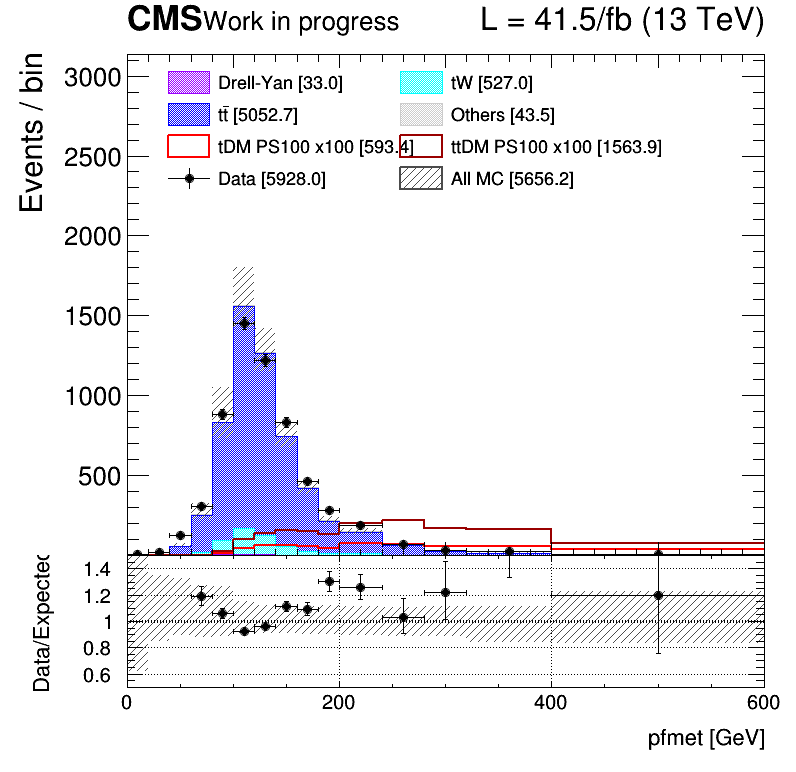 CMS Work in progress L = 41.5/fb (13 TeV)
Events / bin
3000
2500
2000
1500
1000
500
Drell-Yan [33.0] tW [527.0]
tt̄ [5052.7] Others [43.5]
tDM PS100 x100 [593.4] ttDM PS100 x100 [1563.9]
Data [5928.0] All MC [5656.2]
Data/Expected
1.4
1.2
1
0.8
0.6
0 200 400 600
pfmet [GeV]